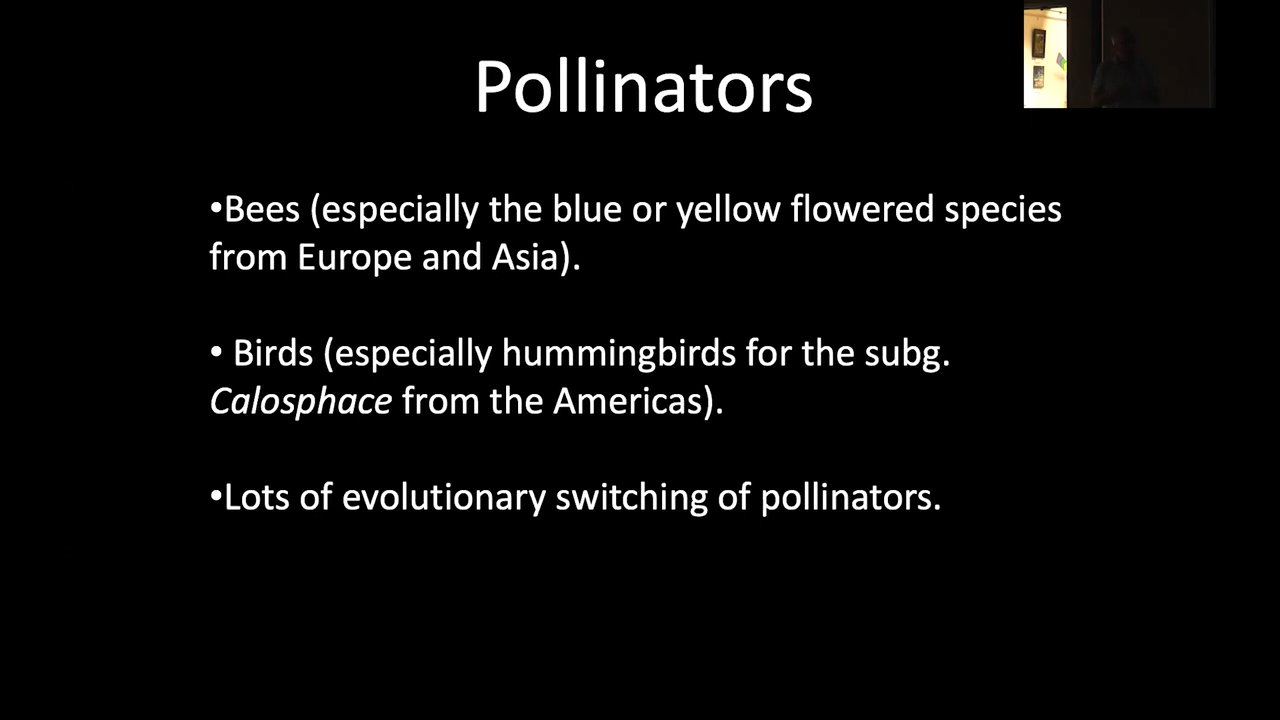 Pollinators
•Bees (especially the blue or yellow flowered species
from Europe and Asia).
• Birds (especially hummingbirds for the subg.
Calosphace from the Americas).
•Lots of evolutionary switching of pollinators.